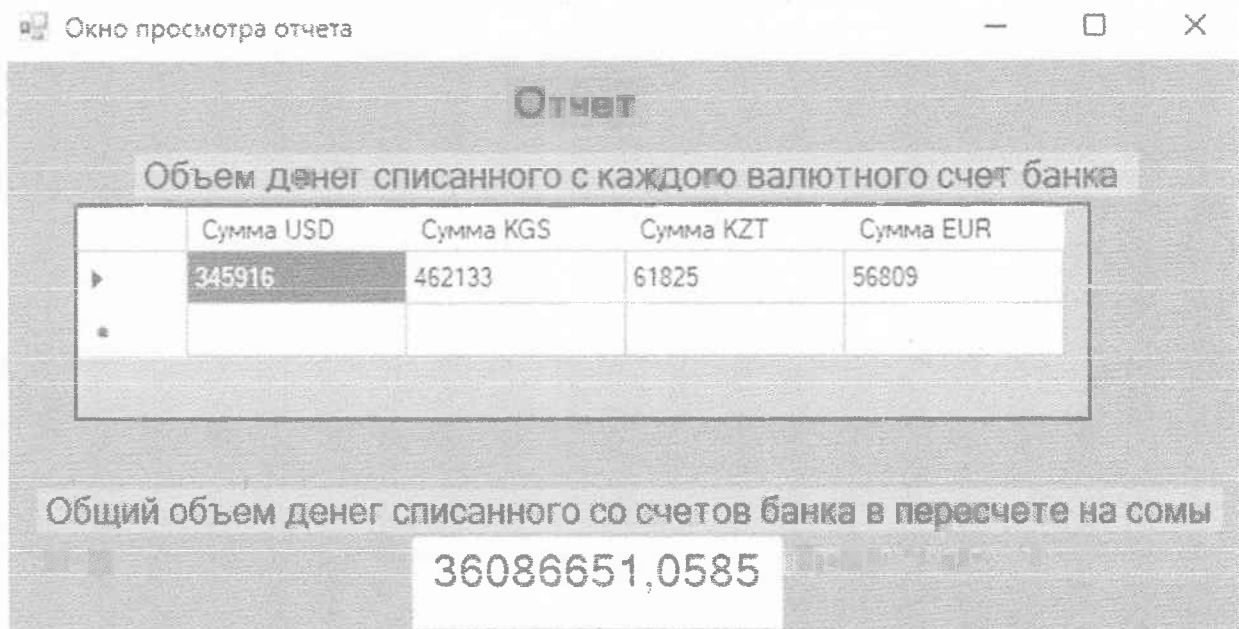 Окно просмотра отчета
Отчет
Объем денег списанного с каждого валютного счет банка
Сумма USD Сумма KGS Сумма KZT Сумма EUR
345916 462133 61825 56809
Общий объем денег списанного со счетов банка в пересчете на сомы
36086651,0585